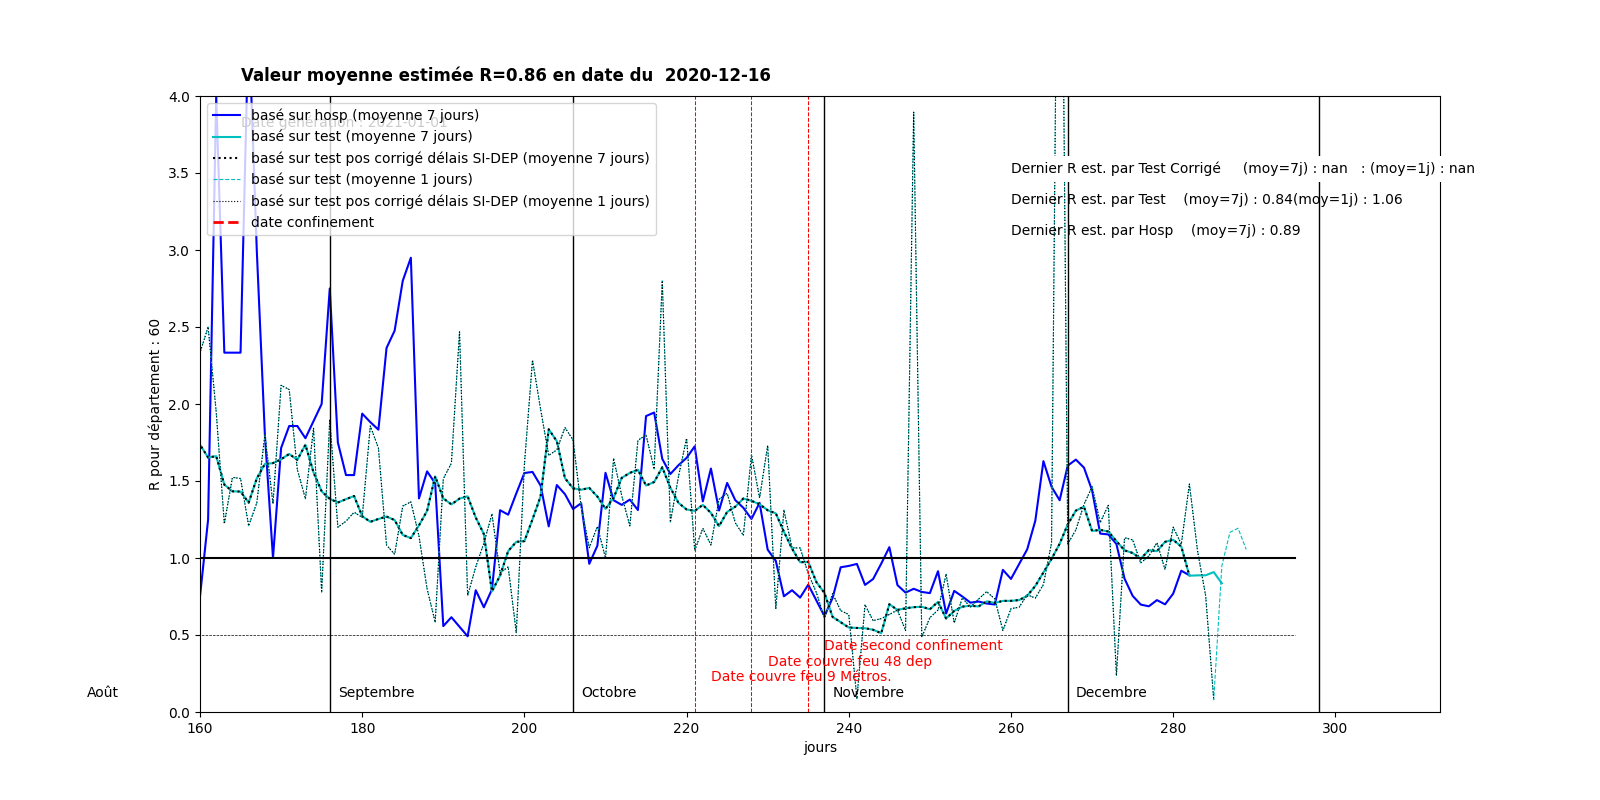 Valeur moyenne estimée R=0.86 en date du  2020-12-16
Date génération : 2021-01-01
basé sur hosp (moyenne 7 jours)
basé sur test (moyenne 7 jours)
basé sur test pos corrigé délais SI-DEP (moyenne 7 jours)
basé sur test (moyenne 1 jours)
basé sur test pos corrigé délais SI-DEP (moyenne 1 jours)
date confinement
Dernier R est. par Test Corrigé     (moy=7j) : nan   : (moy=1j) : nan
Dernier R est. par Test    (moy=7j) : 0.84(moy=1j) : 1.06
Dernier R est. par Hosp    (moy=7j) : 0.89
4.0
3.5
3.0
2.5
2.0
1.5
1.0
0.5
0.0
R pour département : 60
Date second confinement
Date couvre feu 48 dep
Date couvre feu 9 Métros.
Août
Septembre
Octobre
Novembre
Decembre
160 180 200 220 240 260 280 300
jours